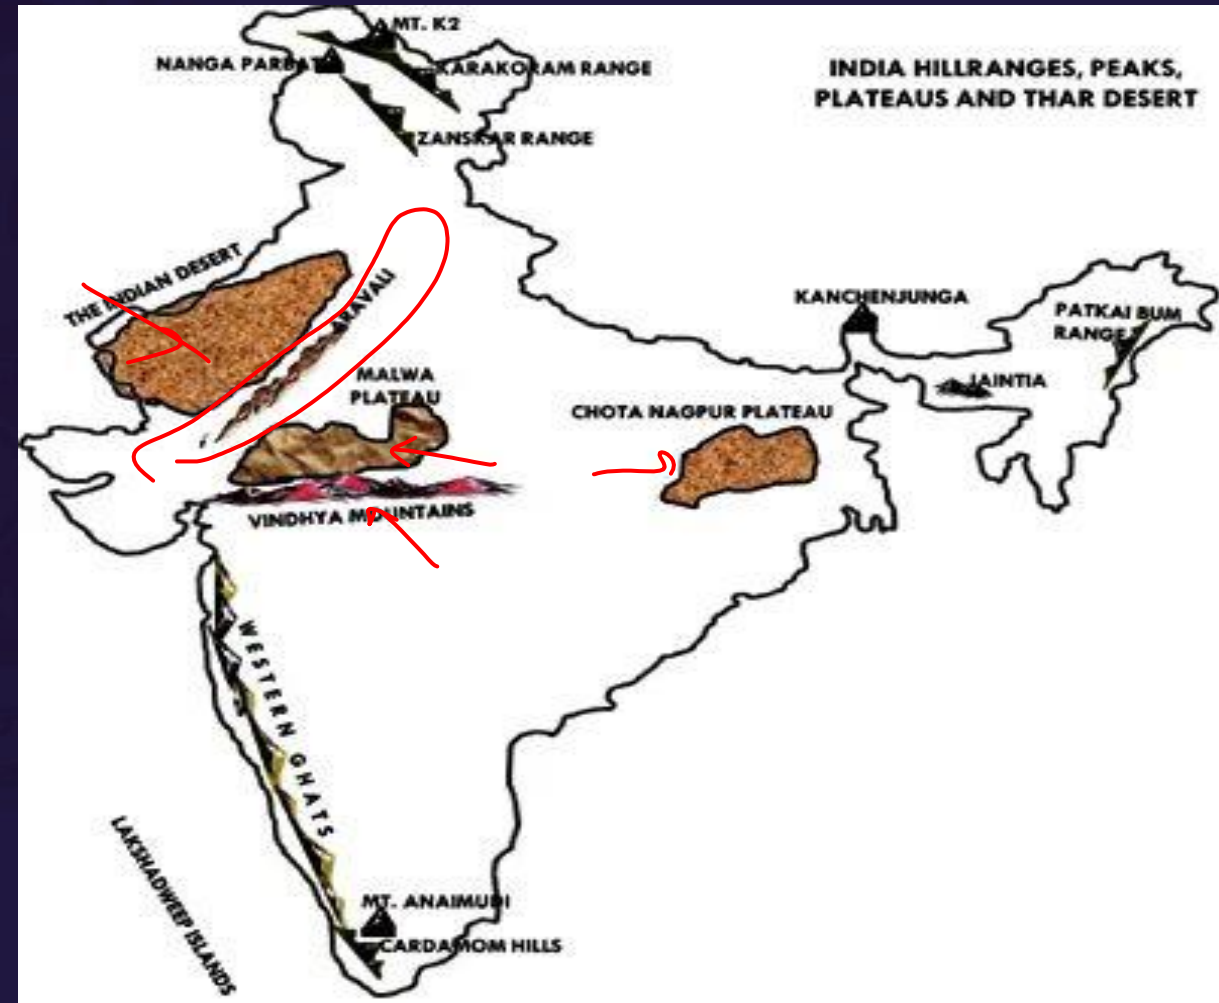 MT. K2
NANGA PARBAT
KARAKORAM RANGE
INDIA HILLRANGES, PEAKS,
PLATEAUS AND THAR DESERT
ZANSKAR RANGE
THE INDIAN DESERT
ARAVALI
KANCHENJUNGA
PATKAI BUM
RANGE
JAINTIA
MALWA
PLATEAU
CHOTA NAGPUR PLATEAU
VINDHYA MOUNTAINS
WESTERN GHATS
LAKSHADWEEP ISLANDS
MT. ANAIMUDI
CARDAMOM HILLS